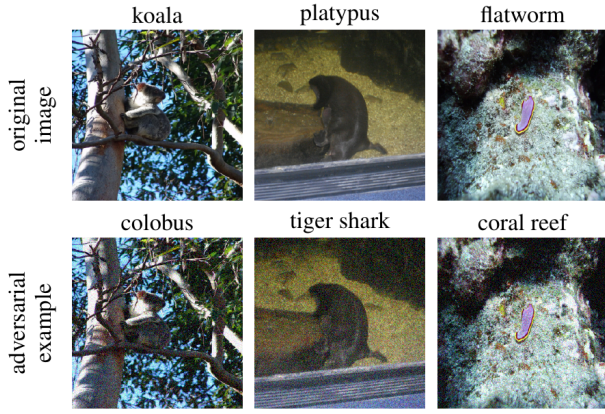 koala platypus flatworm
original
image
colobus tiger shark coral reef
adversarial
example